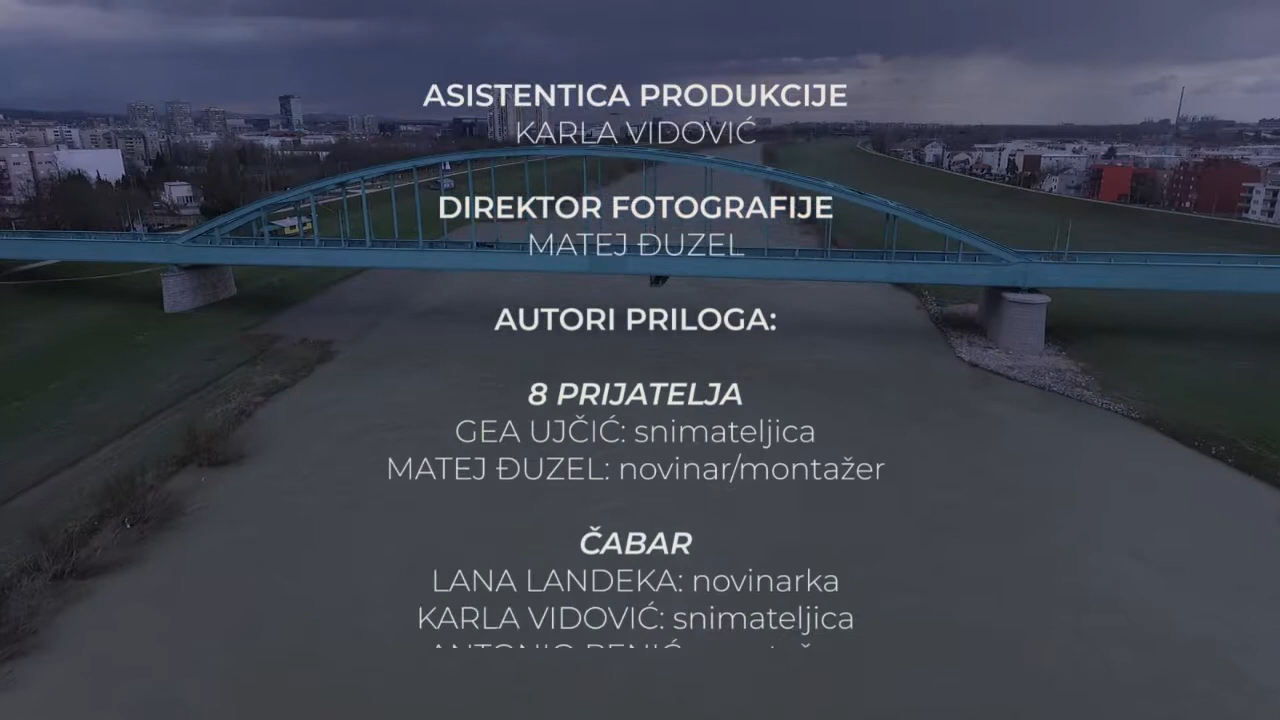 ASISTENTICA PRODUKCIJE
KARLA VIDOVIĆ
DIREKTOR FOTOGRAFIJE
MATEJ ĐUZEL
AUTORI PRILOGA:
8 PRIJATELJA
GEA UJČIĆ: snimateljica
MATEJ ĐUZEL: novinar/montažer
ČABAR
LANA LANDEKA: novinarka
KARLA VIDOVIĆ: snimateljica